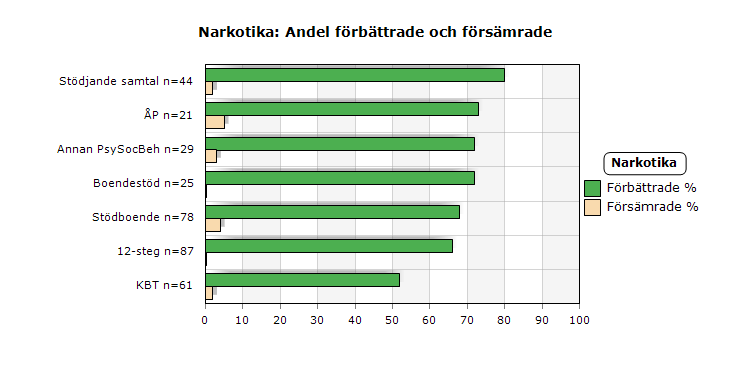 Narkotika: Andel förbättrade och försämrade
Stödjande samtal n=44
ÅP n=21
Annan PsySocBeh n=29
Boendestöd n=25
Stödboende n=78
12-steg n=87
KBT n=61
0 10 20 30 40 50 60 70 80 90 100
Narkotika
Förbättrade %
Försämrade %